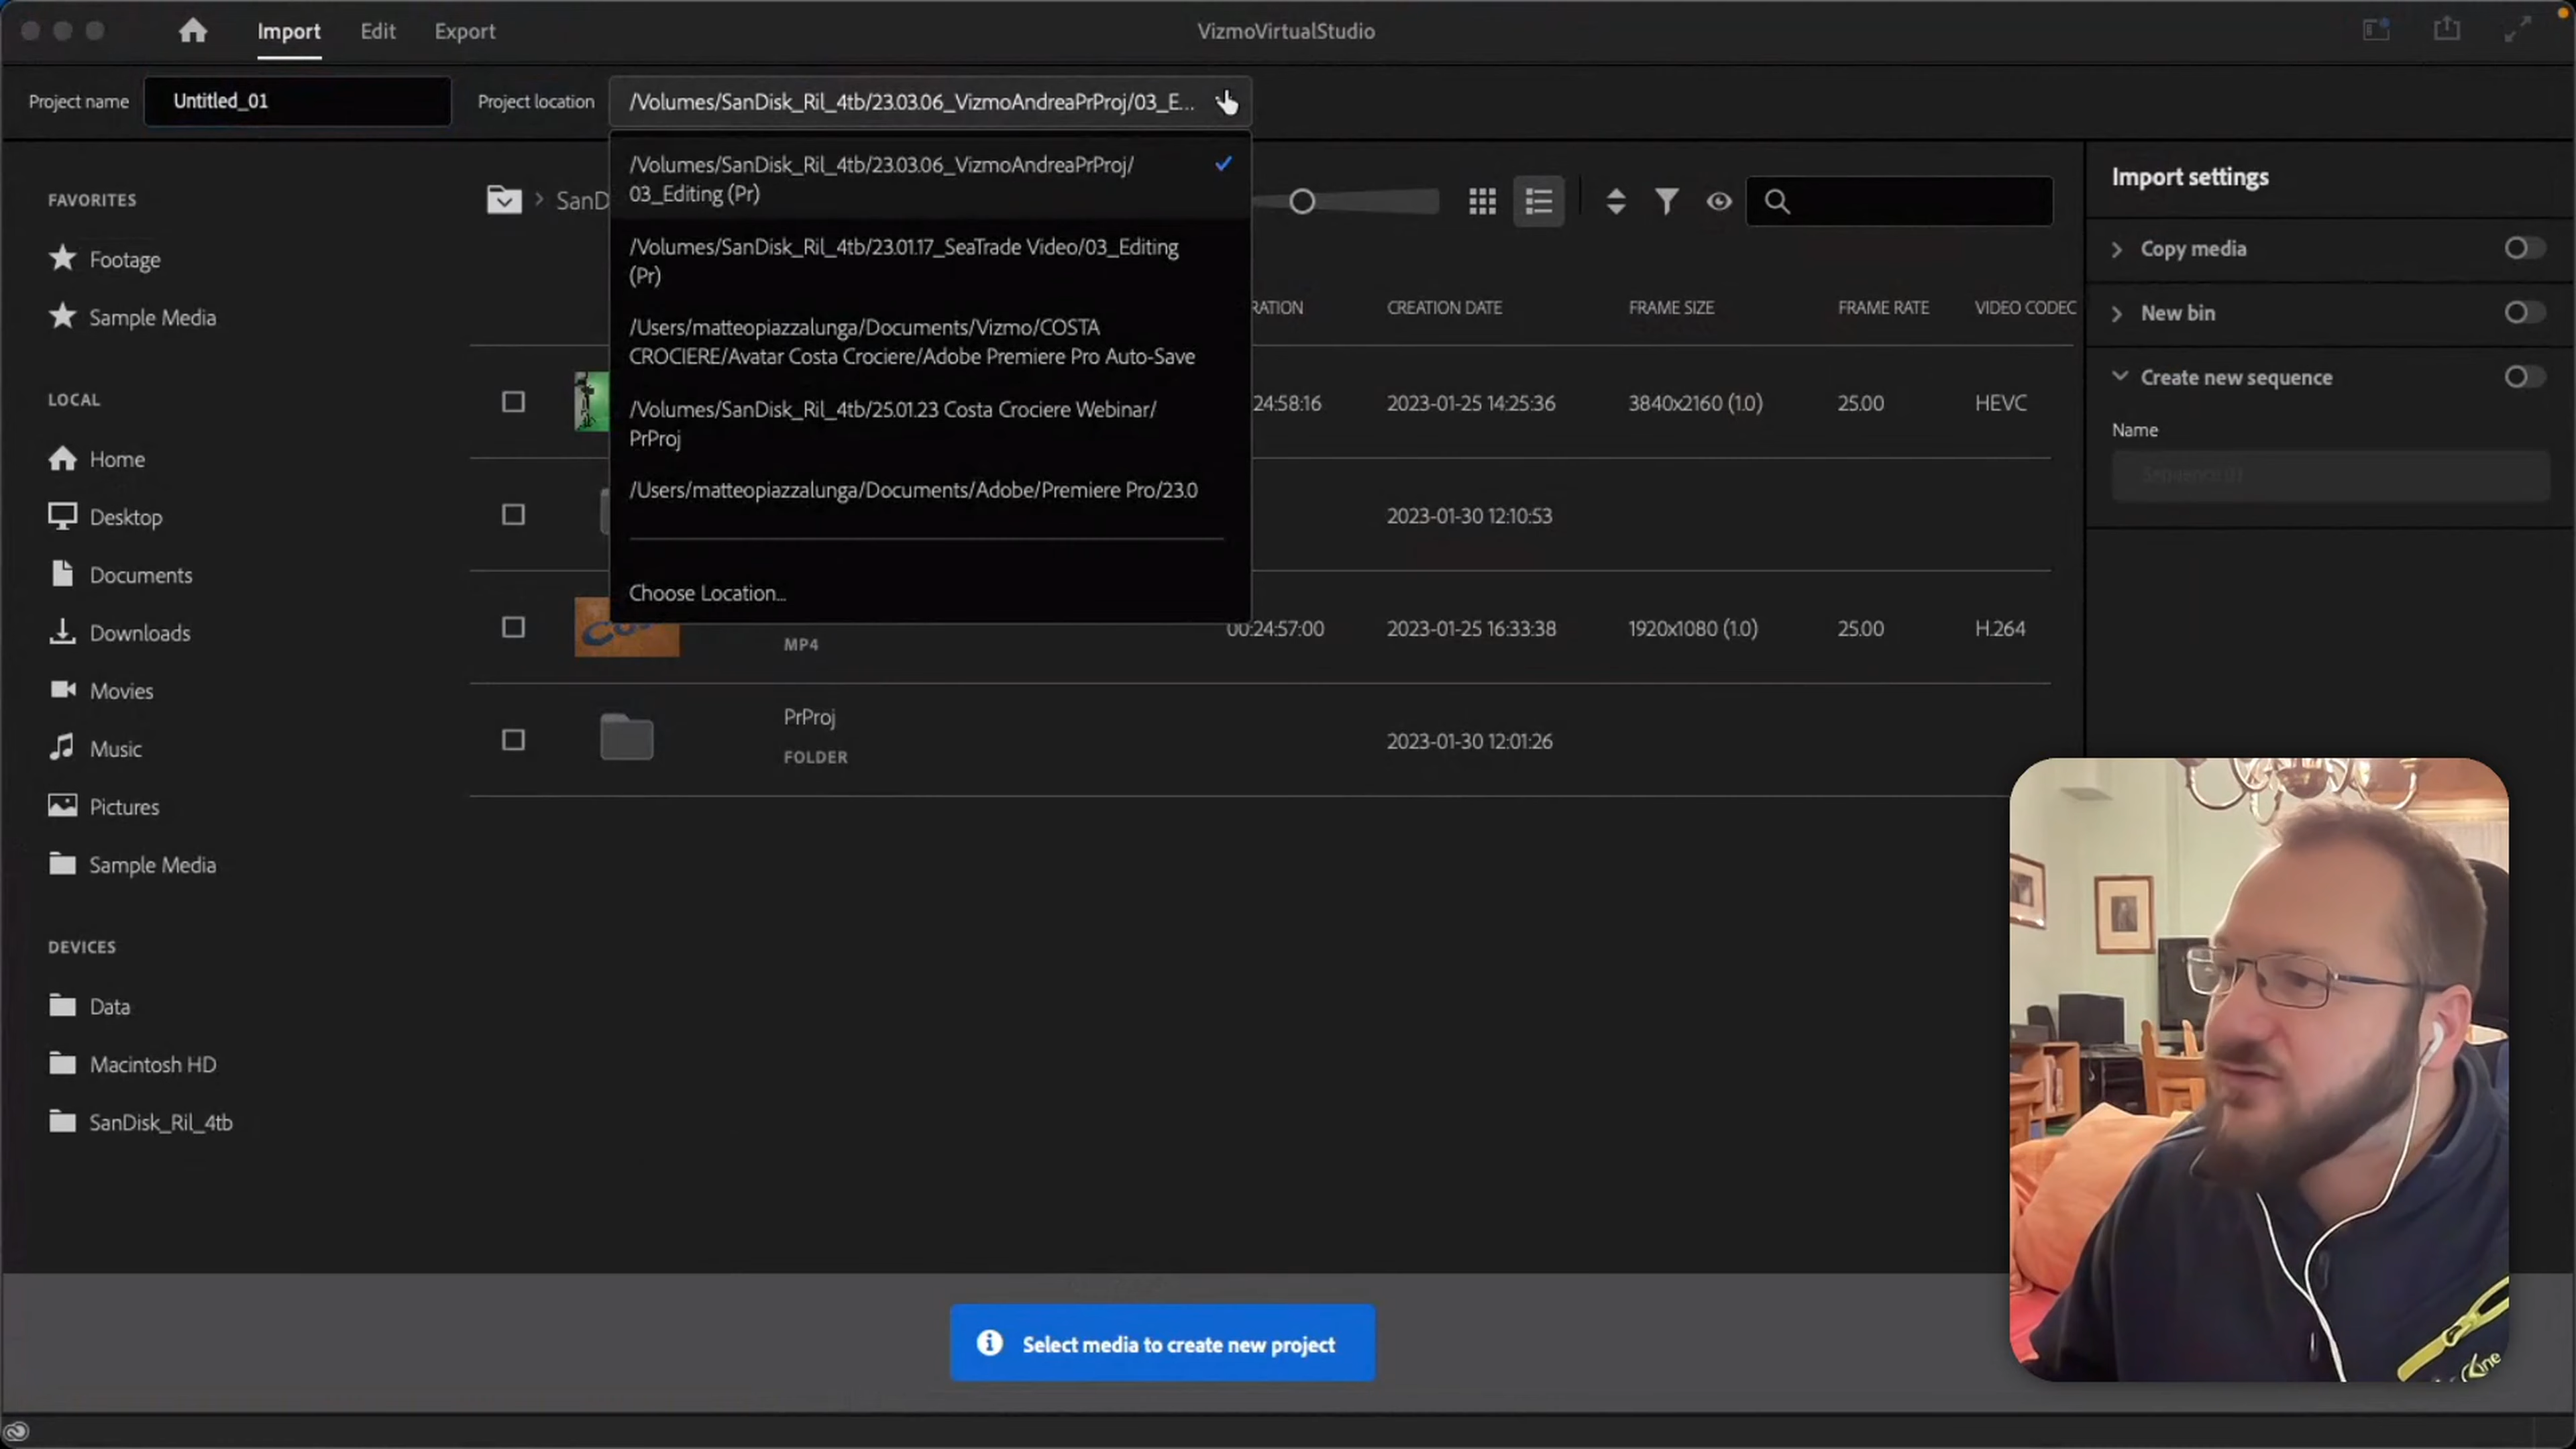 Import
Edit
Export
VizmoVirtualStudio
Project name
Untitled_01
Project location
/Volumes/SanDisk_Ril_4tb/23.03.06_VizmoAndreaPrProj/03_E...
/Volumes/SanDisk_Ril_4tb/23.03.06_VizmoAndreaPrProj/
03_Editing (Pr)
/Volumes/SanDisk_Ril_4tb/23.01.17_SeaTrade Video/03_Editing
(Pr)
/Users/matteopiazzalunga/Documents/Vizmo/COSTA
CROCIERE/Avatar Costa Crociere/Adobe Premiere Pro Auto-Save
/Volumes/SanDisk_Ril_4tb/25.01.23 Costa Crociere Webinar/
PrProj
/Users/matteopiazzalunga/Documents/Adobe/Premiere Pro/23.0
Choose Location...
FAVORITES
Footage
Sample Media
LOCAL
Home
Desktop
Documents
Downloads
Movies
Music
Pictures
Sample Media
DEVICES
Data
Macintosh HD
SanDisk_Ril_4tb
SanD
RATION CREATION DATE FRAME SIZE FRAME RATE VIDEO CODEC
24:58:16 2023-01-25 14:25:36 3840x2160 (1.0) 25.00 HEVC
2023-01-30 12:10:53
00:24:57:00 2023-01-25 16:33:38 1920x1080 (1.0) 25.00 H.264
MP4
PrProj
FOLDER
2023-01-30 12:01:26
Import settings
Copy media
New bin
Create new sequence
Name
Sequence 01
Select media to create new project